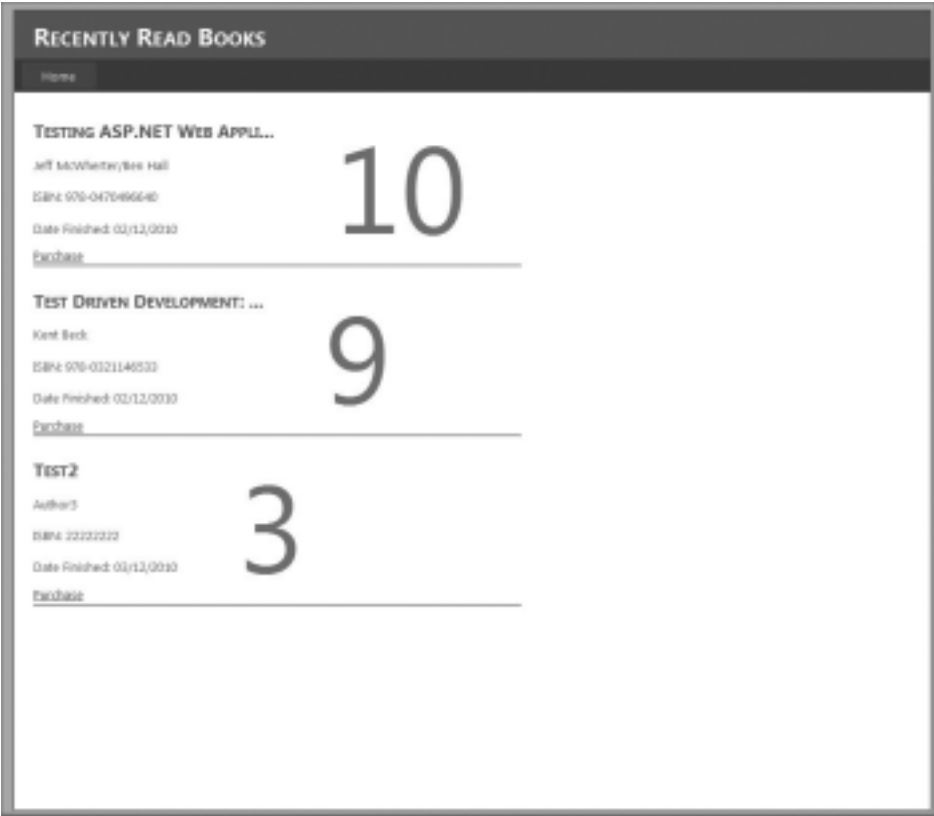 Recently Read Books
Home
Testing ASP.NET Web Appli...
Jeff McWherter/Ben Hall
ISBN: 978-0470496640
Date Finished: 02/12/2010
Purchase
10
Test Driven Development: ...
Kent Beck
ISBN: 978-0321146533
Date Finished: 02/12/2010
Purchase
9
Test2
Author3
ISBN: 22222222
Date Finished: 02/12/2010
Purchase
3